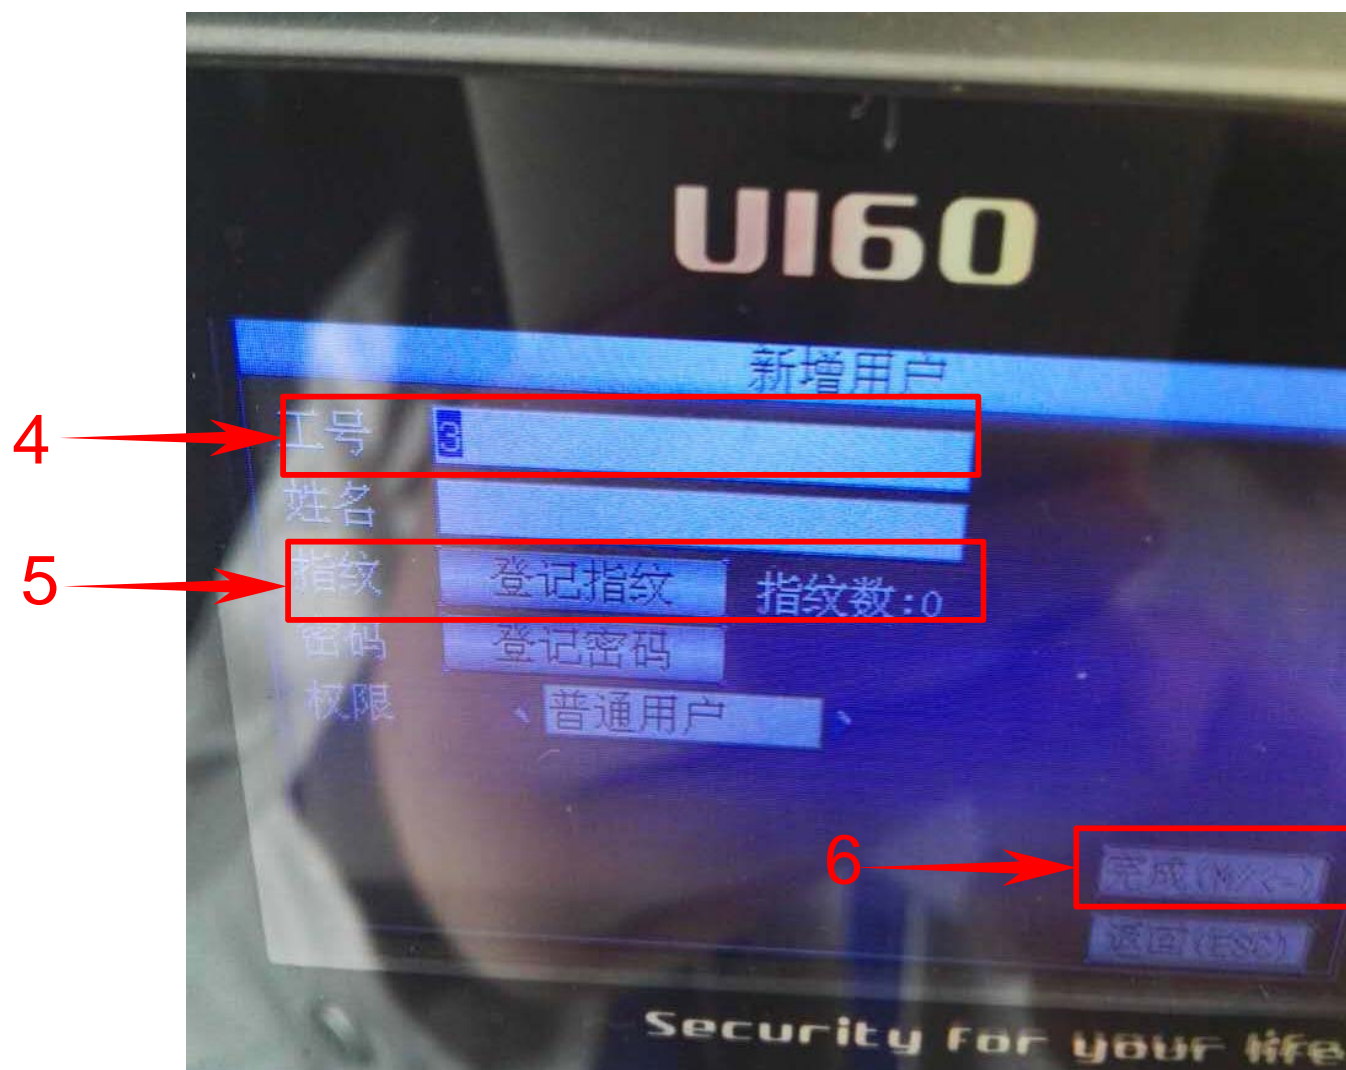 UI60
新增用户
4
工号 3
姓名
5
指纹 登记指纹 指纹数:0
密码 登记密码
权限 普通用户
6
完成(M/<-)
返回(ESC)
Security for your life